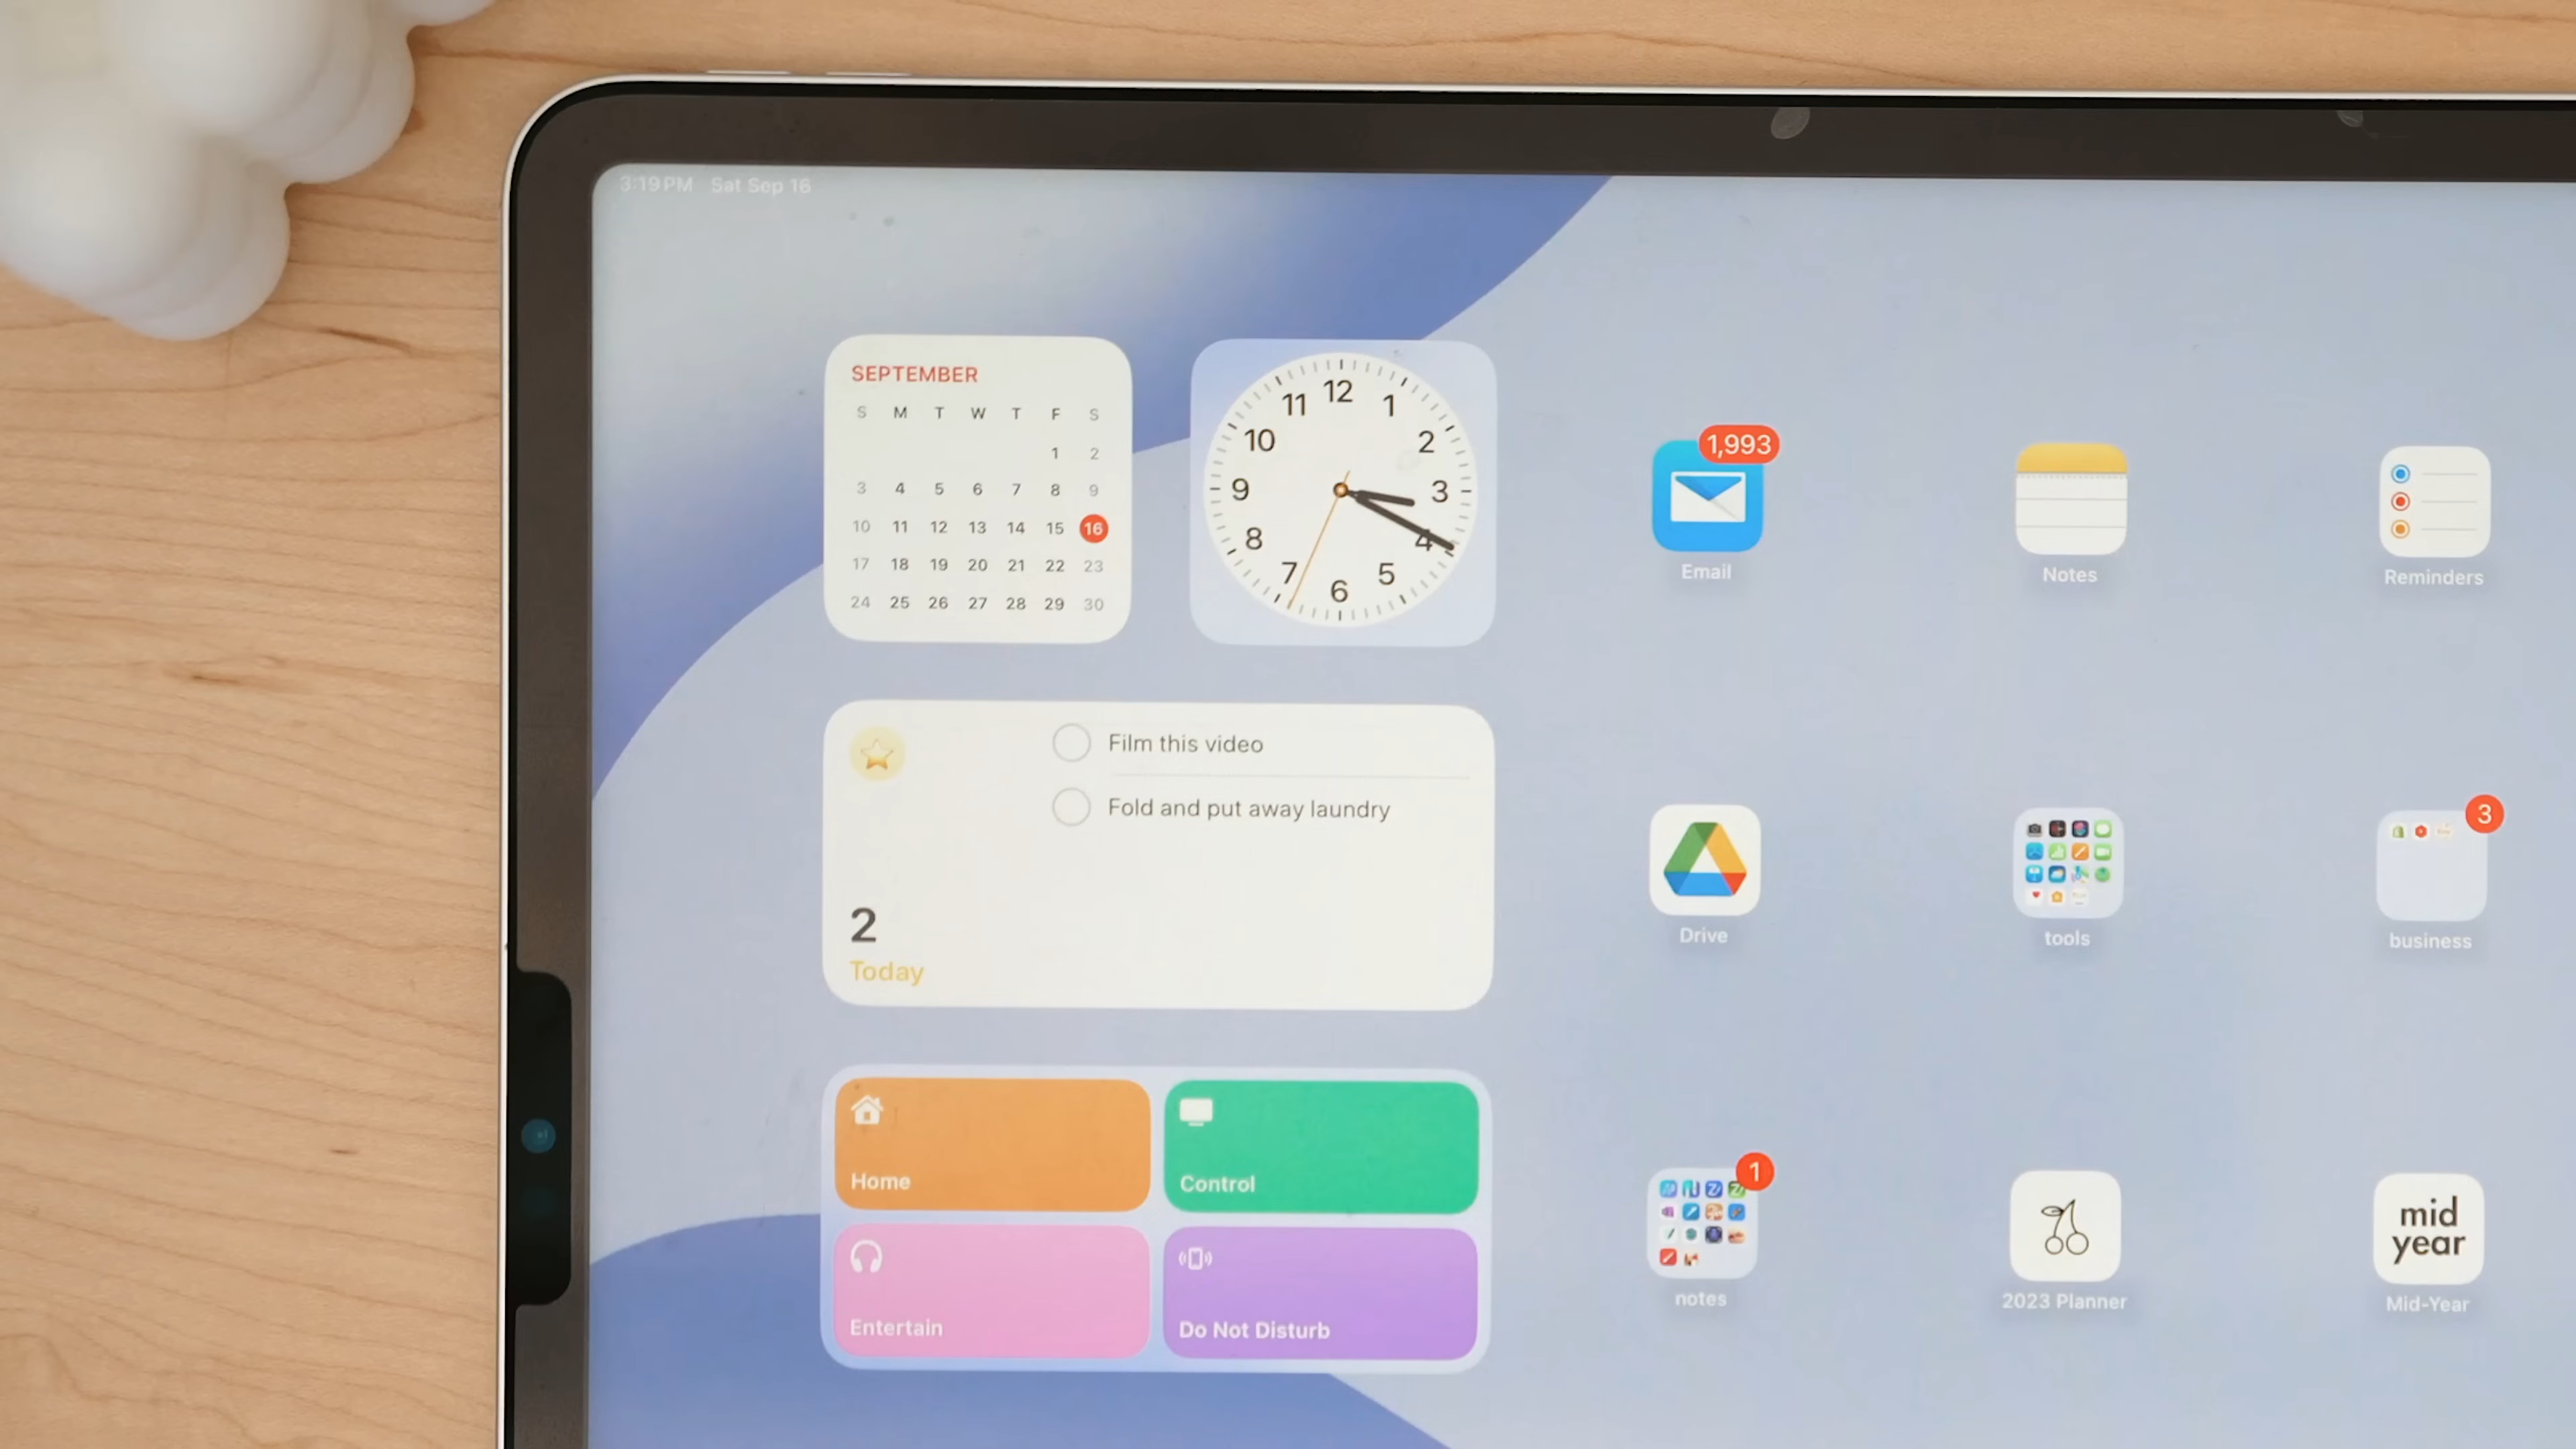 3:19 PM Sat Sep 16
SEPTEMBER
S M T W T F S
1 2
3 4 5 6 7 8 9
10 11 12 13 14 15 16
17 18 19 20 21 22 23
24 25 26 27 28 29 30
12
11 1
10 2
9 3
8 4
7 5
6
1,993
Email
Notes
Reminders
Film this video
Fold and put away laundry
2
Today
Drive
tools
3
business
Home
Control
Entertain
Do Not Disturb
1
notes
2023 Planner
mid
year
Mid-Year